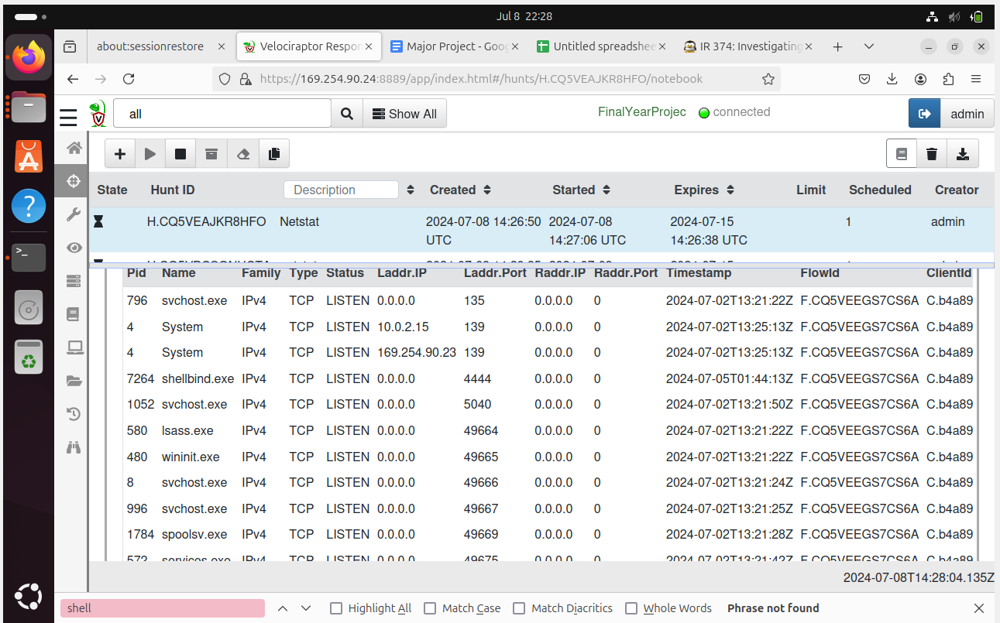 Jul 8 22:28
about:sessionrestore
Velociraptor Respon
Major Project - Goog
Untitled spreadshee
IR 374: Investigating
https://169.254.90.24:8889/app/index.html#/hunts/H.CQ5VEAJKR8HFO/notebook
all
Show All
FinalYearProjec connected
admin
State Hunt ID Description Created Started Expires Limit Scheduled Creator
H.CQ5VEAJKR8HFO Netstat 2024-07-08 14:26:50 UTC 2024-07-08 14:27:06 UTC 2024-07-15 14:26:38 UTC 1 admin
Pid Name Family Type Status Laddr.IP Laddr.Port Raddr.IP Raddr.Port Timestamp FlowId ClientId
796 svchost.exe IPv4 TCP LISTEN 0.0.0.0 135 0.0.0.0 0 2024-07-02T13:21:22Z F.CQ5VEEGS7CS6A C.b4a89
4 System IPv4 TCP LISTEN 10.0.2.15 139 0.0.0.0 0 2024-07-02T13:25:13Z F.CQ5VEEGS7CS6A C.b4a89
4 System IPv4 TCP LISTEN 169.254.90.23 139 0.0.0.0 0 2024-07-02T13:25:13Z F.CQ5VEEGS7CS6A C.b4a89
7264 shellbind.exe IPv4 TCP LISTEN 0.0.0.0 4444 0.0.0.0 0 2024-07-05T01:44:13Z F.CQ5VEEGS7CS6A C.b4a89
1052 svchost.exe IPv4 TCP LISTEN 0.0.0.0 5040 0.0.0.0 0 2024-07-02T13:21:50Z F.CQ5VEEGS7CS6A C.b4a89
580 lsass.exe IPv4 TCP LISTEN 0.0.0.0 49664 0.0.0.0 0 2024-07-02T13:21:22Z F.CQ5VEEGS7CS6A C.b4a89
480 wininit.exe IPv4 TCP LISTEN 0.0.0.0 49665 0.0.0.0 0 2024-07-02T13:21:22Z F.CQ5VEEGS7CS6A C.b4a89
8 svchost.exe IPv4 TCP LISTEN 0.0.0.0 49666 0.0.0.0 0 2024-07-02T13:21:24Z F.CQ5VEEGS7CS6A C.b4a89
996 svchost.exe IPv4 TCP LISTEN 0.0.0.0 49667 0.0.0.0 0 2024-07-02T13:21:25Z F.CQ5VEEGS7CS6A C.b4a89
1784 spoolsv.exe IPv4 TCP LISTEN 0.0.0.0 49669 0.0.0.0 0 2024-07-02T13:21:28Z F.CQ5VEEGS7CS6A C.b4a89
572 services.exe IPv4 TCP LISTEN 0.0.0.0 49675 0.0.0.0 0 2024-07-02T13:21:42Z F.CQ5VEEGS7CS6A C.b4a89
2024-07-08T14:28:04.135Z
shell Highlight All Match Case Match Diacritics Whole Words Phrase not found